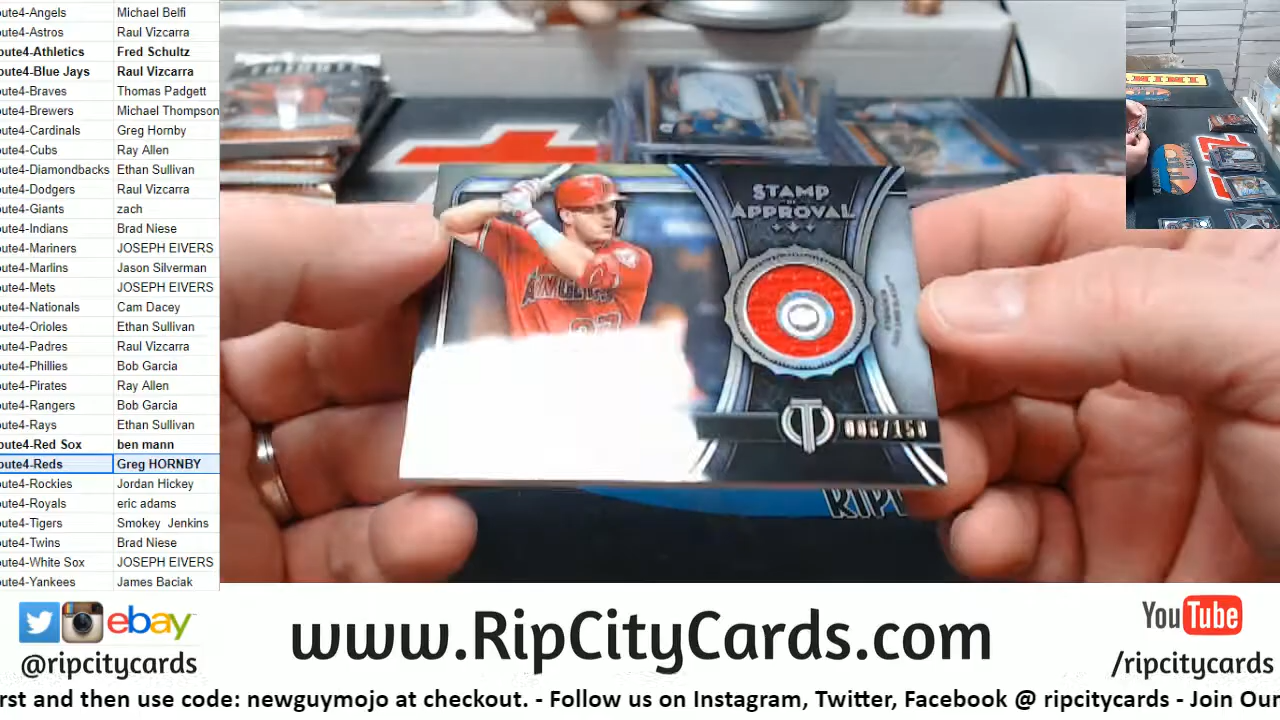 oute4-Angels Michael Belfi
oute4-Astros Raul Vizcarra
oute4-Athletics Fred Schultz
oute4-Blue Jays Raul Vizcarra
oute4-Braves Thomas Padgett
oute4-Brewers Michael Thompson
oute4-Cardinals Greg Hornby
oute4-Cubs Ray Allen
oute4-Diamondbacks Ethan Sullivan
oute4-Dodgers Raul Vizcarra
oute4-Giants zach
oute4-Indians Brad Niese
oute4-Mariners JOSEPH EIVERS
oute4-Marlins Jason Silverman
oute4-Mets JOSEPH EIVERS
oute4-Nationals Cam Dacey
oute4-Orioles Ethan Sullivan
oute4-Padres Raul Vizcarra
oute4-Phillies Bob Garcia
oute4-Pirates Ray Allen
oute4-Rangers Bob Garcia
oute4-Rays Ethan Sullivan
oute4-Red Sox ben mann
oute4-Reds Greg HORNBY
oute4-Rockies Jordan Hickey
oute4-Royals eric adams
oute4-Tigers Smokey Jenkins
oute4-Twins Brad Niese
oute4-White Sox JOSEPH EIVERS
oute4-Yankees James Baciak
STAMP
OF
APPROVAL
ANGELS
27
T
RIP
ebay
@ripcitycards
www.RipCityCards.com
YouTube
/ripcitycards
rst and then use code: newguymojo at checkout. - Follow us on Instagram, Twitter, Facebook @ ripcitycards - Join Our